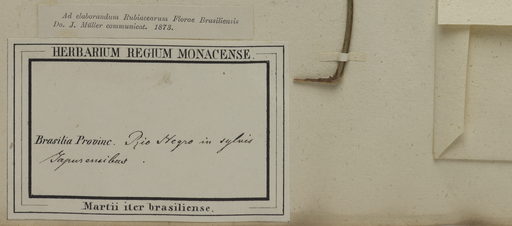 Ad elaborandum Rubiacearum Florae Brasiliensis
Do. J. Müller communicat. 1873.
HERBARIUM REGIUM MONACENSE.
Brasilia Provinc. Rio Negro in sylvis
Japurensibus.
Martii iter brasiliense.